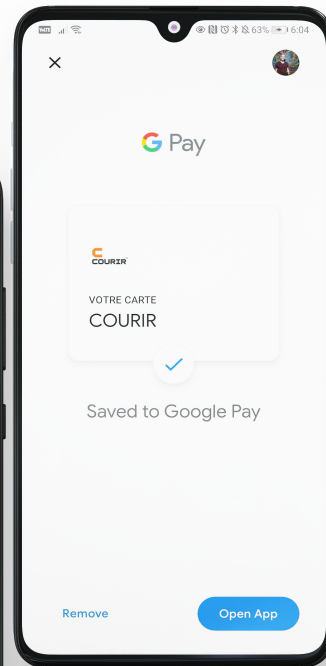 63% 6:04
G Pay
COURIR
VOTRE CARTE
COURIR
Saved to Google Pay
Remove
Open App